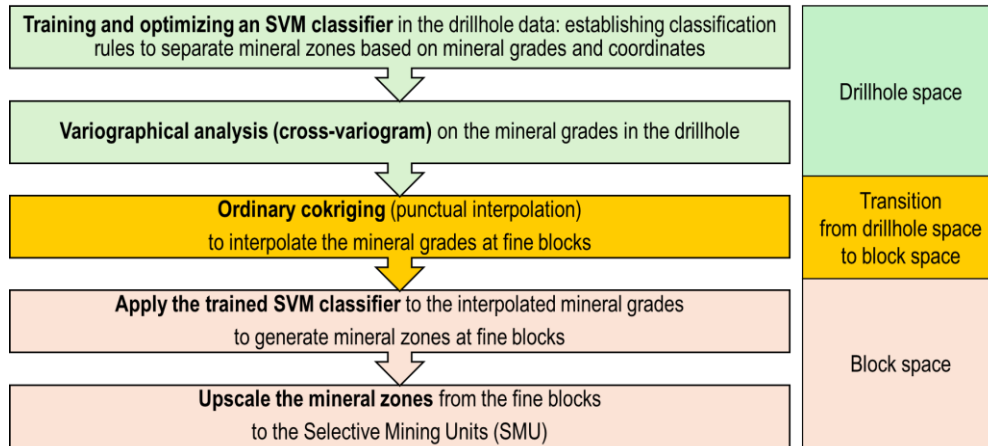 Training and optimizing an SVM classifier in the drillhole data: establishing classification
rules to separate mineral zones based on mineral grades and coordinates
Variographical analysis (cross-variogram) on the mineral grades in the drillhole
Ordinary cokriging (punctual interpolation)
to interpolate the mineral grades at fine blocks
Apply the trained SVM classifier to the interpolated mineral grades
to generate mineral zones at fine blocks
Upscale the mineral zones from the fine blocks
to the Selective Mining Units (SMU)
Drillhole space
Transition
from drillhole space
to block space
Block space